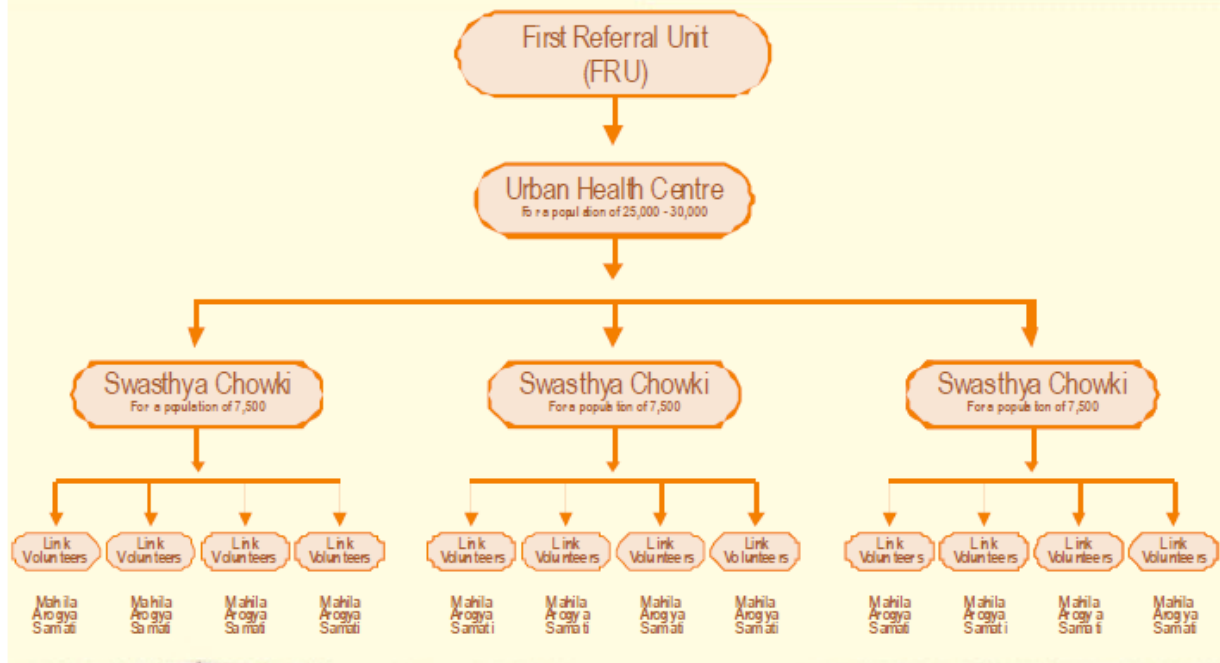 First Referral Unit
(FRU)
Urban Health Centre
For a population of 25,000 - 30,000
Swasthya Chowki
For a population of 7,500
Swasthya Chowki
For a population of 7,500
Swasthya Chowki
For a population of 7,500
Link
Volunteers
Link
Volunteers
Link
Volunteers
Link
Volunteers
Link
Volunteers
Link
Volunteers
Link
Volunteers
Link
Volunteers
Link
Volunteers
Link
Volunteers
Link
Volunteers
Link
Volunteers
Mahila
Arogya
Samati
Mahila
Arogya
Samati
Mahila
Arogya
Samati
Mahila
Arogya
Samati
Mahila
Arogya
Samati
Mahila
Arogya
Samati
Mahila
Arogya
Samati
Mahila
Arogya
Samati
Mahila
Arogya
Samati
Mahila
Arogya
Samati
Mahila
Arogya
Samati
Mahila
Arogya
Samati